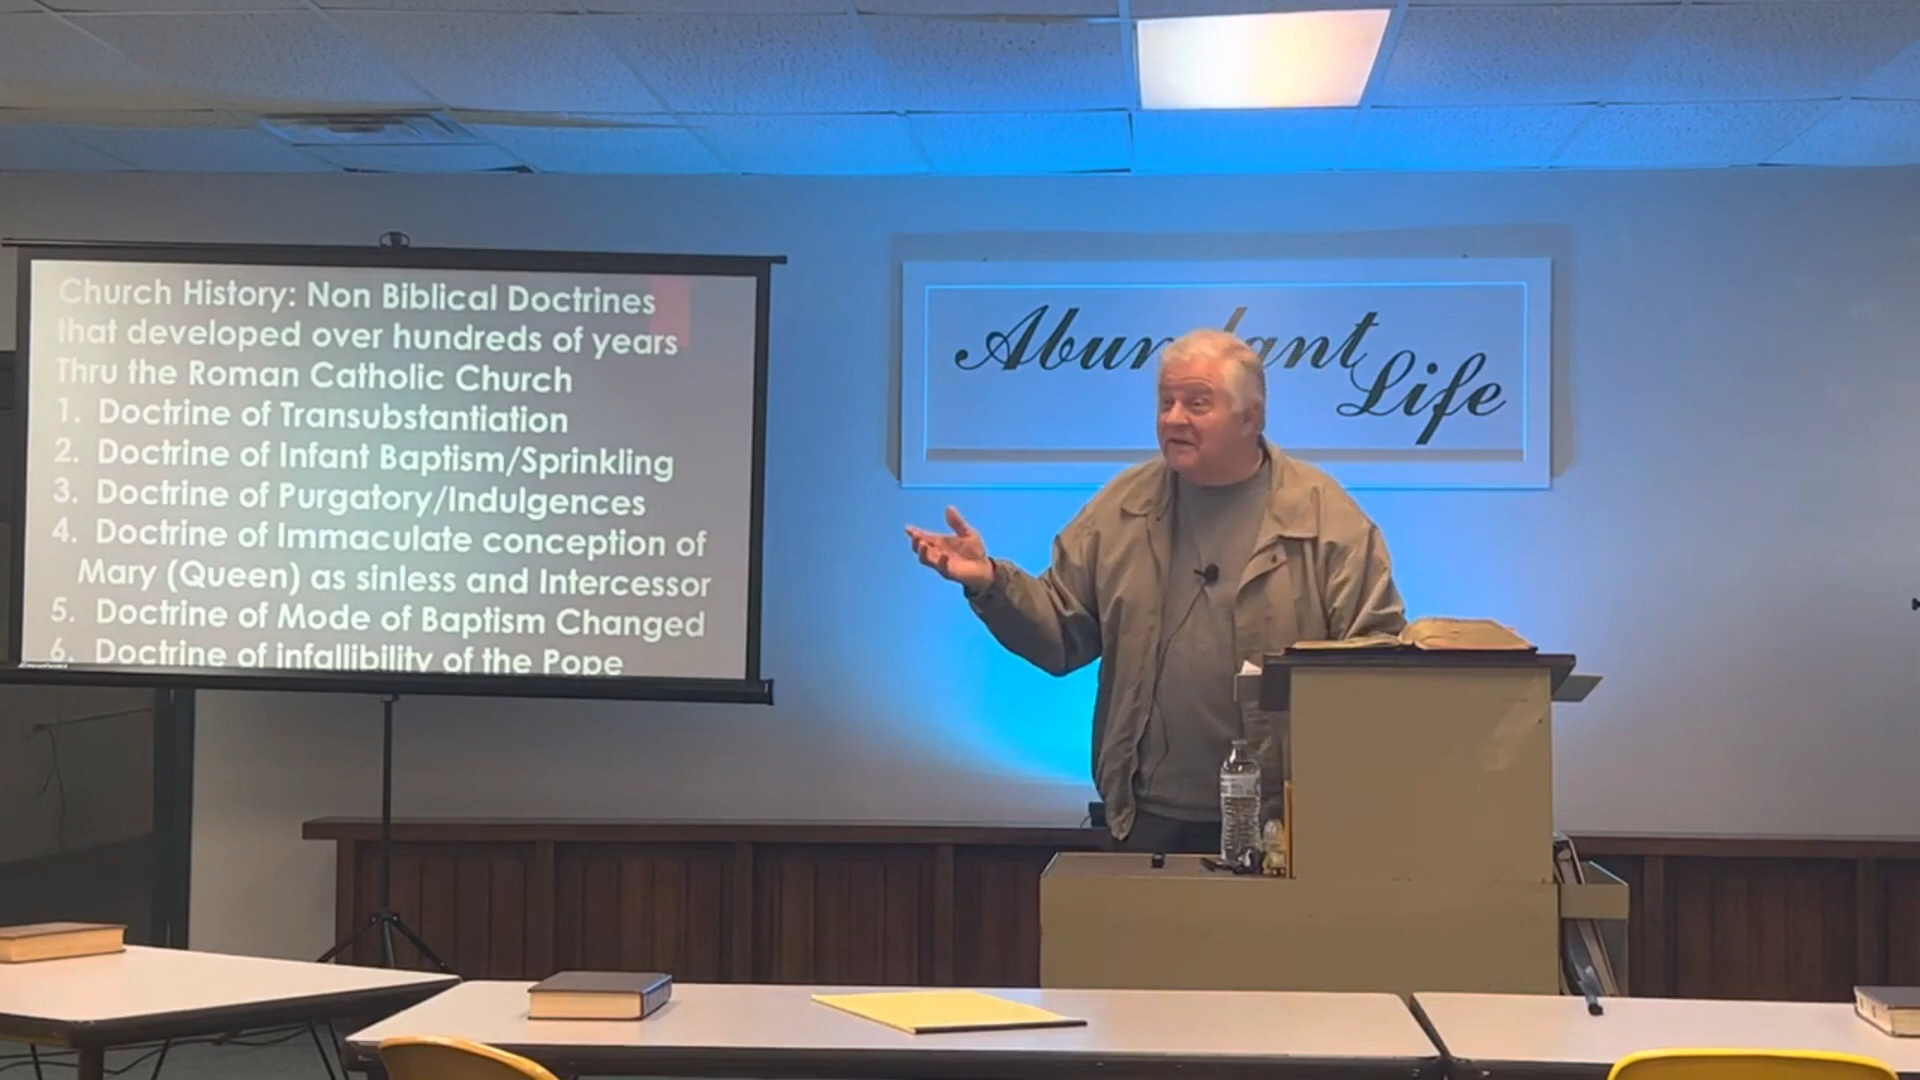 Church History: Non Biblical Doctrines
that developed over hundreds of years
Thru the Roman Catholic Church
1. Doctrine of Transubstantiation
2. Doctrine of Infant Baptism/Sprinkling
3. Doctrine of Purgatory/Indulgences
4. Doctrine of Immaculate conception of
Mary (Queen) as sinless and Intercessor
5. Doctrine of Mode of Baptism Changed
6. Doctrine of infallibility of the Pope
Abundant
Life